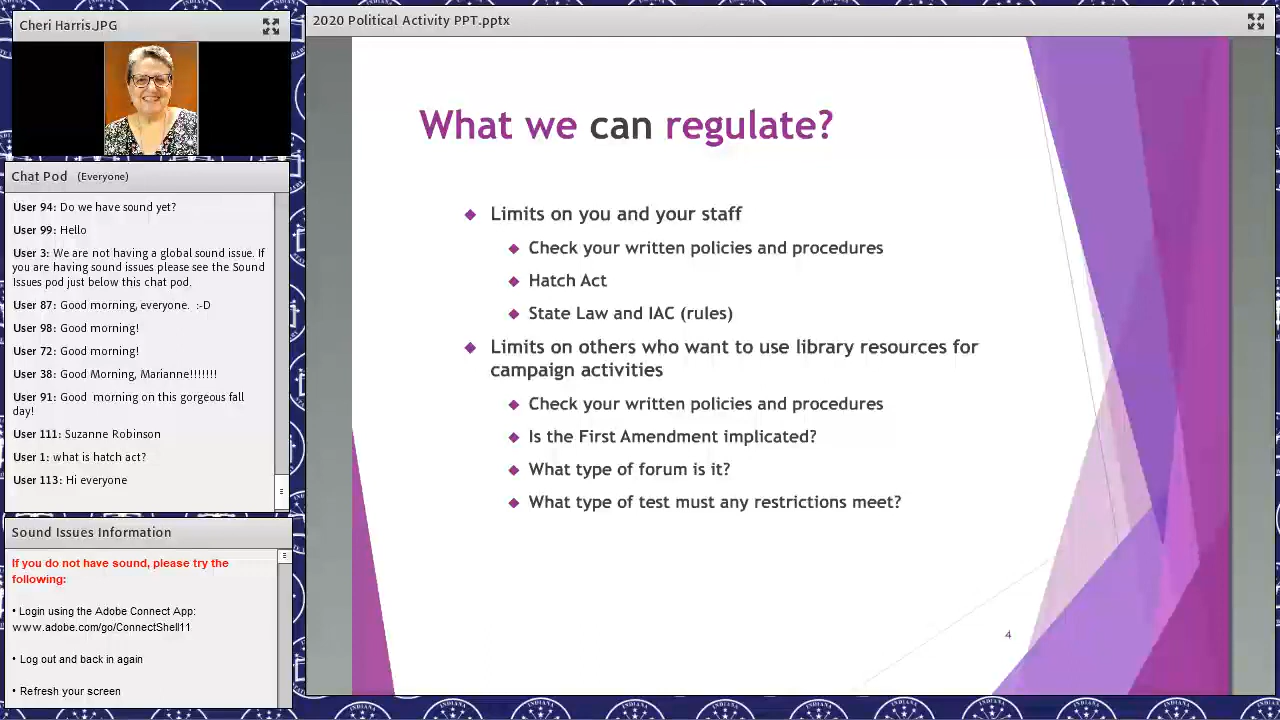 Cheri Harris.JPG
2020 Political Activity PPT.pptx
Chat Pod (Everyone)
User 94: Do we have sound yet?
User 99: Hello
User 3: We are not having a global sound issue. If
you are having sound issues please see the Sound
Issues pod just below this chat pod.
User 87: Good morning, everyone. :-D
User 98: Good morning!
User 72: Good morning!
User 38: Good Morning, Marianne!!!!!!!
User 91: Good morning on this gorgeous fall
day!
User 111: Suzanne Robinson
User 1: what is hatch act?
User 113: Hi everyone
Sound Issues Information
If you do not have sound, please try the
following:
• Login using the Adobe Connect App:
www.adobe.com/go/ConnectShell11
• Log out and back in again
• Refresh your screen
What we can regulate?
Limits on you and your staff
Check your written policies and procedures
Hatch Act
State Law and IAC (rules)
Limits on others who want to use library resources for
campaign activities
Check your written policies and procedures
Is the First Amendment implicated?
What type of forum is it?
What type of test must any restrictions meet?
4
INDIANA